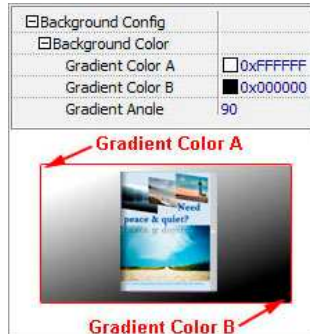 Background Config
Background Color
Gradient Color A 0xFFFFFF
Gradient Color B 0x000000
Gradient Angle 90
Gradient Color A
Need
peace & quiet?
Gradient Color B